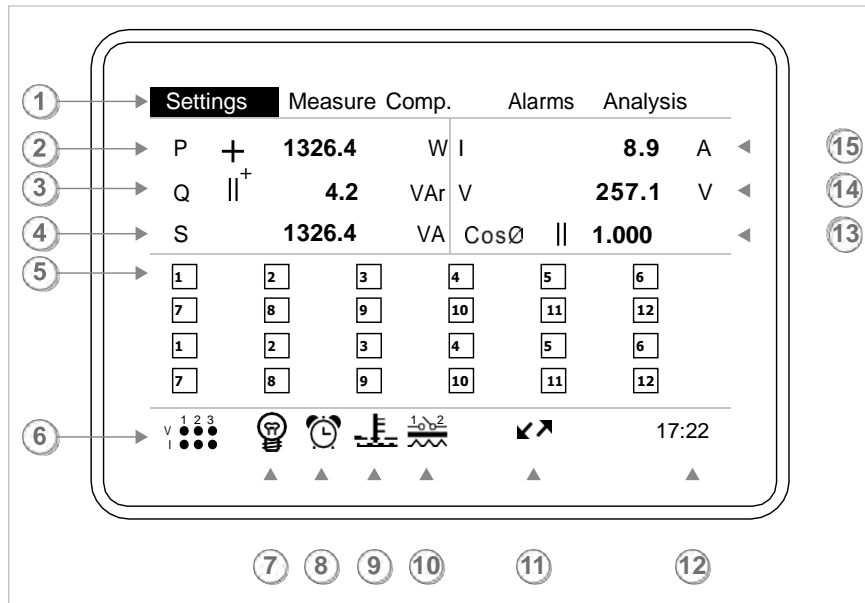 1 Settings Measure Comp. Alarms Analysis
2 P + 1326.4 W I 8.9 A 15
3 Q ||+ 4.2 VAr V 257.1 V 14
4 S 1326.4 VA CosØ || 1.000 13
5 1 2 3 4 5 6
7 8 9 10 11 12
1 2 3 4 5 6
7 8 9 10 11 12
1 2 3 1 2
6 V 17:22
I
7 8 9 10 11 12